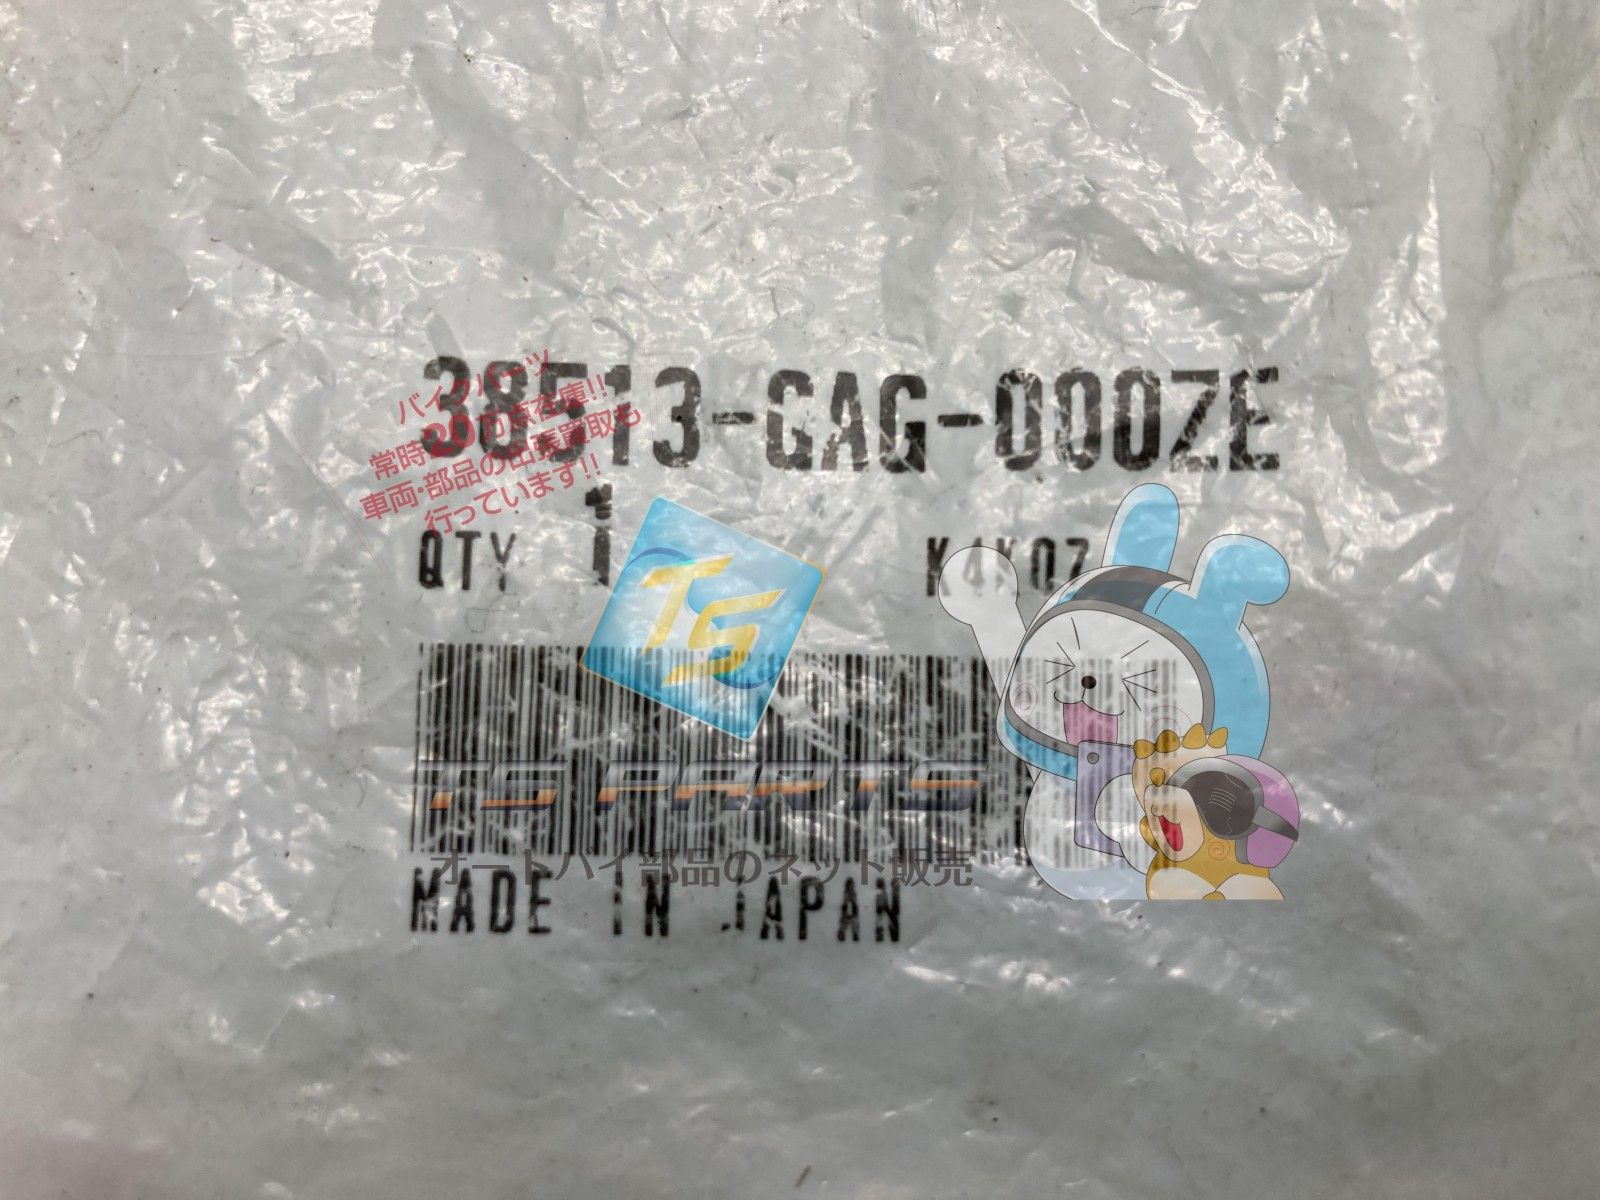 38513-GAG-000ZE
バイクパーツ
常時20万点在庫!!
車両・部品の出張買取も
行っています!!
QTY 1 K4K0Z
TS
TS PARTS
オートバイ部品のネット販売
MADE IN JAPAN